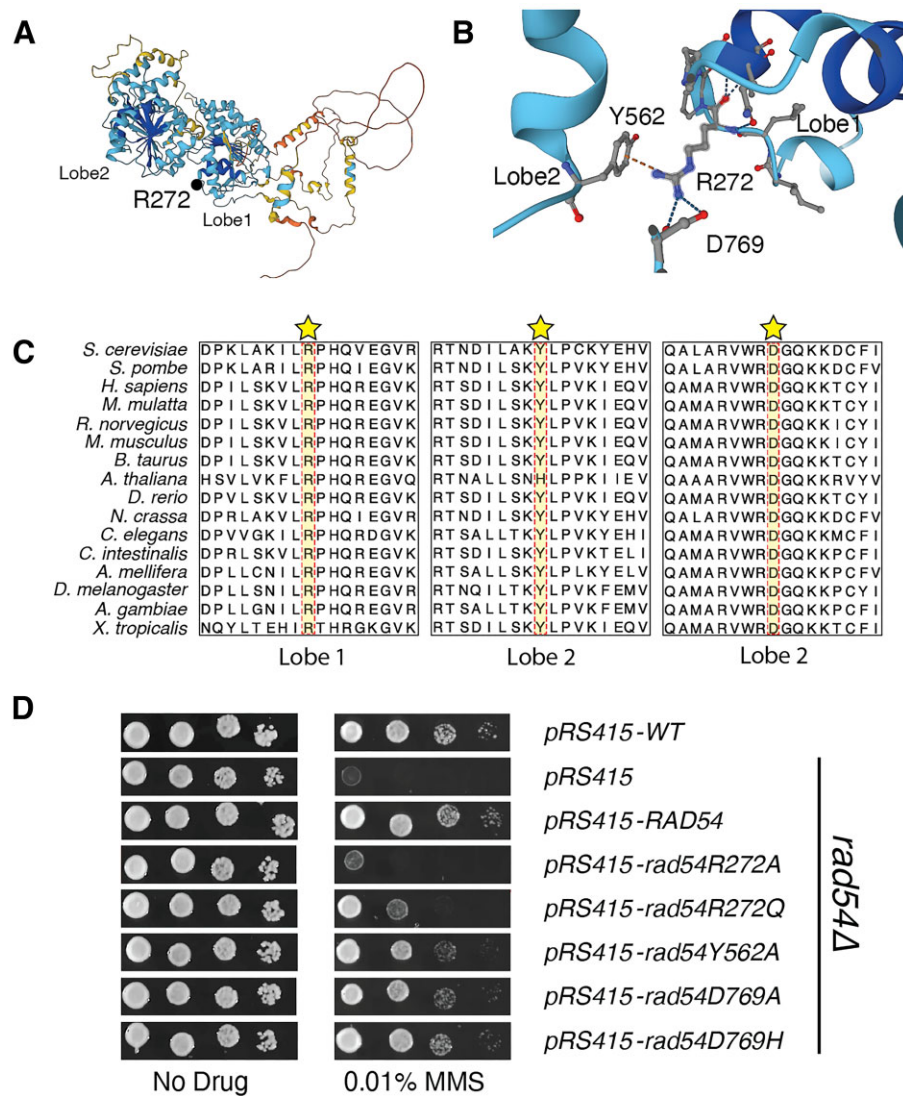 A
Lobe2
R272
Lobe1
B
Y562
Lobe2
Lobe1
R272
D769
C
S. cerevisiae DPKLAKILRPHQVEGVR RTNDILAKYLPCKYEHV QALARVWRDGQKKDCFI
S. pombe DPKLARILRPHQIEGVK RTNDILSKYLPVKYEHV QALARVWRDGQKKDCFV
H. sapiens DPILSKVLRPHQREGVK RTSDILSKYLPVKIEQV QAMARVWRDGQKKTCYI
M. mulatta DPILSKVLRPHQREGVK RTSDILSKYLPVKIEQV QAMARVWRDGQKKTCYI
R. norvegicus DPILSKVLRPHQREGVK RTSDILSKYLPVKIEQV QAMARVWRDGQKKICYI
M. musculus DPILSKVLRPHQREGVK RTSDILSKYLPVKIEQV QAMARVWRDGQKKTCYI
B. taurus DPILSKVLRPHQREGVK RTSDILSKYLPVKIEQV QAMARVWRDGQKKTCYI
A. thaliana HSVLVKFLRPHQREGVQ RTNALLSNHLPPKIIEV QAAARVWRDGQKKRVYV
D. rerio DPVLSKVLRPHQREGVK RTSDILSKYLPVKIEQV QAMARVWRDGQKKTCYI
N. crassa DPRLAKVLRPHQIEGVR RTNDILSKYLPVKYEHV QALARVWRDGQKKDCFV
C. elegans DPVVGKILRPHQRDGVK RTSALLTKYLPVKYEHI QAMARVWRDGQKKMCFI
C. intestinalis DPRLSKVLRPHQREGVK RTSDILSKYLPVKTELI QAMARVWRDGQKKPCFI
A. mellifera DPLLCNILRPHQREGVK RTSALLSKYLPLKYELV QAMARVWRDGQKKPCFV
D. melanogaster DPLLSNILRPHQREGVK RTNQILTKYLPVKFEMV QAMARVWRDGQKKPCYI
A. gambiae DPLLGNILRPHQREGVK RTSALLTKYLPVKFEMV QAMARVWRDGQKKPCFI
X. tropicalis NQYLTEHIRTHRGKGVK RTSDILSKYLPVKIEQV QAMARVWRDGQKKTCFI
Lobe 1 Lobe 2 Lobe 2
D
pRS415-WT
pRS415
pRS415-RAD54
pRS415-rad54R272A
pRS415-rad54R272Q
pRS415-rad54Y562A
pRS415-rad54D769A
pRS415-rad54D769H
rad54Δ
No Drug 0.01% MMS